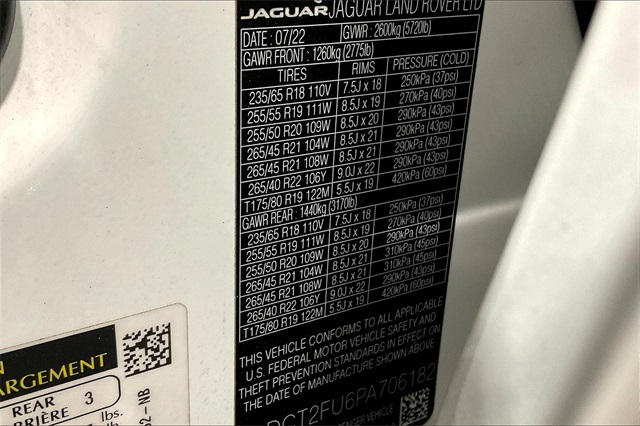 JAGUAR JAGUAR LAND ROVER LTD
DATE : 07/22 GVWR : 2600kg (5720lb)
GAWR FRONT : 1260kg (2775lb)
TIRES RIMS PRESSURE (COLD)
235/65 R18 110V 7.5J x 18 250kPa (37psi)
255/55 R19 111W 8.5J x 19 270kPa (40psi)
255/50 R20 109W 8.5J x 20 290kPa (43psi)
265/45 R21 104W 8.5J x 21 290kPa (43psi)
265/45 R21 108W 8.5J x 21 290kPa (43psi)
265/40 R22 106Y 9.0J x 22 290kPa (43psi)
T175/80 R19 122M 5.5J x 19 420kPa (60psi)
GAWR REAR : 1440kg (3170lb)
235/65 R18 110V 7.5J x 18 250kPa (37psi)
255/55 R19 111W 8.5J x 19 270kPa (40psi)
255/50 R20 109W 8.5J x 20 290kPa (43psi)
265/45 R21 104W 8.5J x 21 310kPa (45psi)
265/45 R21 108W 8.5J x 21 310kPa (45psi)
265/40 R22 106Y 9.0J x 22 290kPa (43psi)
T175/80 R19 122M 5.5J x 19 420kPa (60psi)
THIS VEHICLE CONFORMS TO ALL APPLICABLE
U.S. FEDERAL MOTOR VEHICLE SAFETY AND
THEFT PREVENTION STANDARDS IN EFFECT ON
THE DATE OF MANUFACTURE SHOWN ABOVE
DCT2FU6PA706182
ENGER VEHICLE
N
ARGEMENT
REAR 3
RRIÈRE
lbs.
2-NB